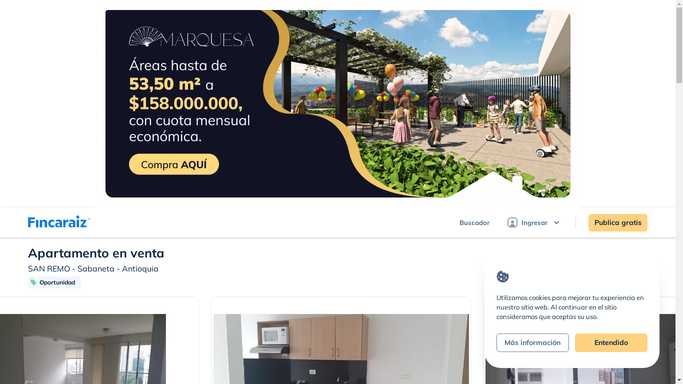 MARQUESA
Áreas hasta de
53,50 m² a
$158.000.000,
con cuota mensual
económica.
Compra AQUÍ
Fincaraiz
Buscador
Ingresar
Publica gratis
Apartamento en venta
SAN REMO - Sabaneta - Antioquia
Oportunidad
Utilizamos cookies para mejorar tu experiencia en
nuestro sitio web. Al continuar en el sitio
consideramos que aceptas su uso.
Más información
Entendido